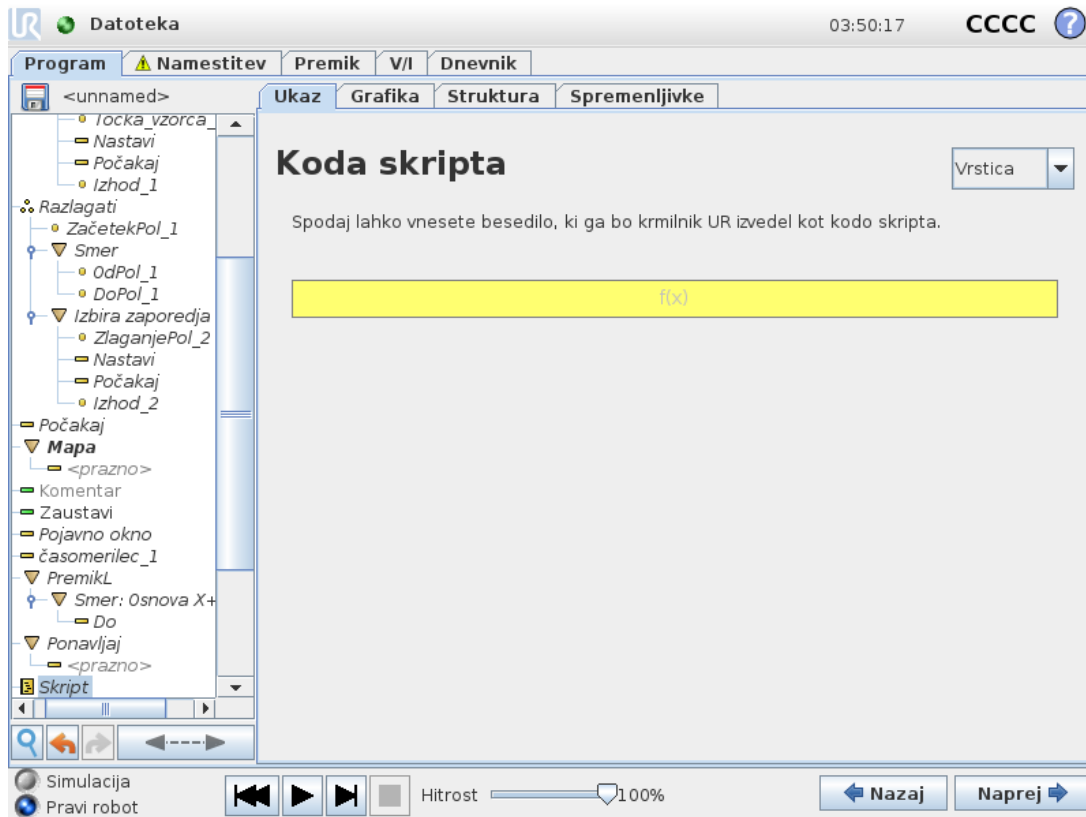 UR Datoteka 03:50:17 CCCC ?
Program Namestitev Premik V/I Dnevnik
<unnamed> Ukaz Grafika Struktura Spremenljivke
Točka_vzorca_
Nastavi
Počakaj
Izhod_1
Razlagati
ZačetekPol_1
Smer
OdPol_1
DoPol_1
Izbira zaporedja
ZlaganjePol_2
Nastavi
Počakaj
Izhod_2
Počakaj
Mapa
<prazno>
Komentar
Zaustavi
Pojavno okno
časomerilec_1
PremikL
Smer: Osnova X+
Do
Ponavljaj
<prazno>
Skript
Koda skripta
Vrstica
Spodaj lahko vnesete besedilo, ki ga bo krmilnik UR izvedel kot kodo skripta.
f(x)
Simulacija
Pravi robot
Hitrost 100%
Nazaj Naprej